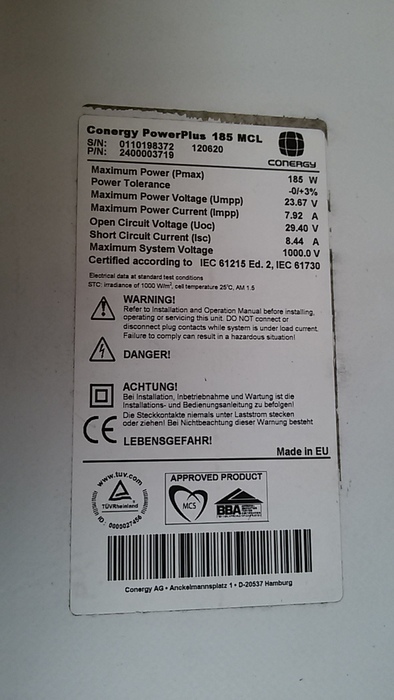 Conergy PowerPlus 185 MCL
S/N: 0110198372 120620
P/N: 2400003719
CONERGY
Maximum Power (Pmax) 185 W
Power Tolerance -0/+3%
Maximum Power Voltage (Umpp) 23.67 V
Maximum Power Current (Impp) 7.92 A
Open Circuit Voltage (Uoc) 29.40 V
Short Circuit Current (Isc) 8.44 A
Maximum System Voltage 1000.0 V
Certified according to IEC 61215 Ed. 2, IEC 61730
Electrical data at standard test conditions
STC: irradiance of 1000 W/m², cell temperature 25°C, AM 1.5
WARNING!
Refer to Installation and Operation Manual before installing,
operating or servicing this unit. DO NOT connect or
disconnect plug contacts while system is under load current.
Failure to comply can result in a hazardous situation!
DANGER!
ACHTUNG!
Bei Installation, Inbetriebnahme und Wartung ist die
Installations- und Bedienungsanleitung zu befolgen!
Die Steckkontakte niemals unter Laststrom stecken
oder ziehen! Bei Nichtbeachtung dieser Warnung besteht
LEBENSGEFAHR!
CE
Made in EU
www.tuv.com
TÜVRheinland
ID 0000027456
APPROVED PRODUCT
MCS
BBA
Conergy AG • Anckelmannsplatz 1 • D-20537 Hamburg